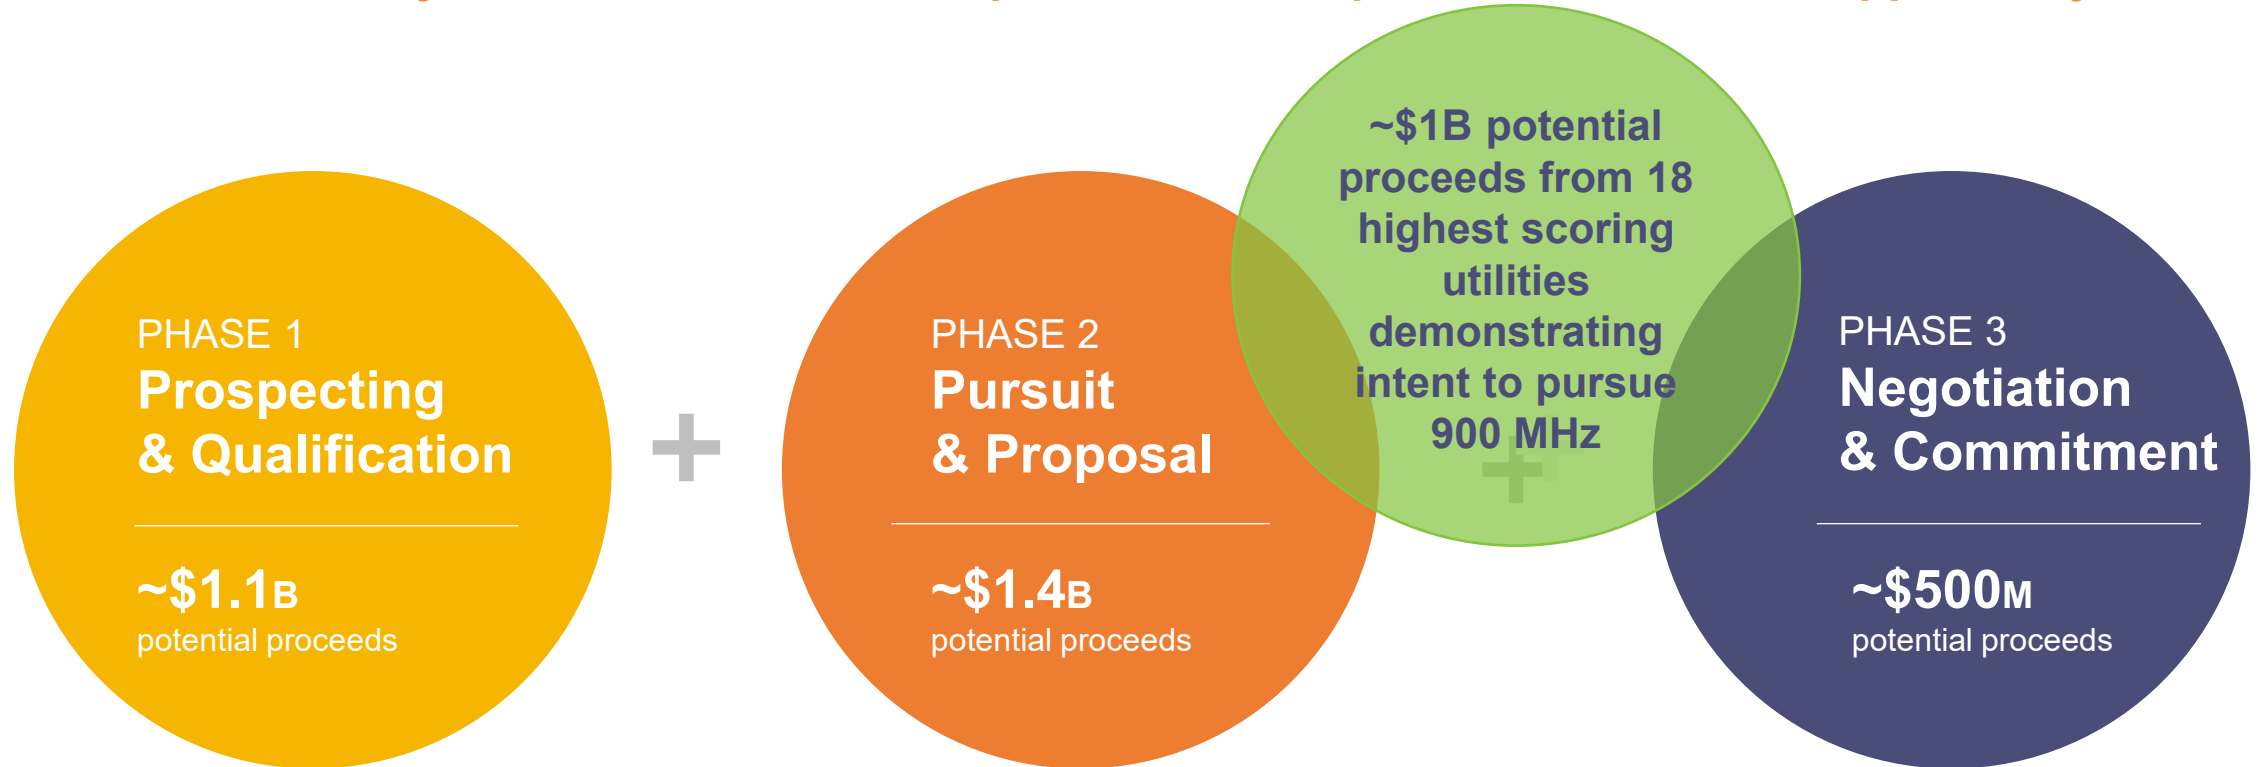 PHASE 1
Prospecting
& Qualification
~$1.1B
potential proceeds
+
PHASE 2
Pursuit
& Proposal
~$1.4B
potential proceeds
~$1B potential
proceeds from 18
highest scoring
utilities
demonstrating
intent to pursue
900 MHz
+
PHASE 3
Negotiation
& Commitment
~$500M
potential proceeds